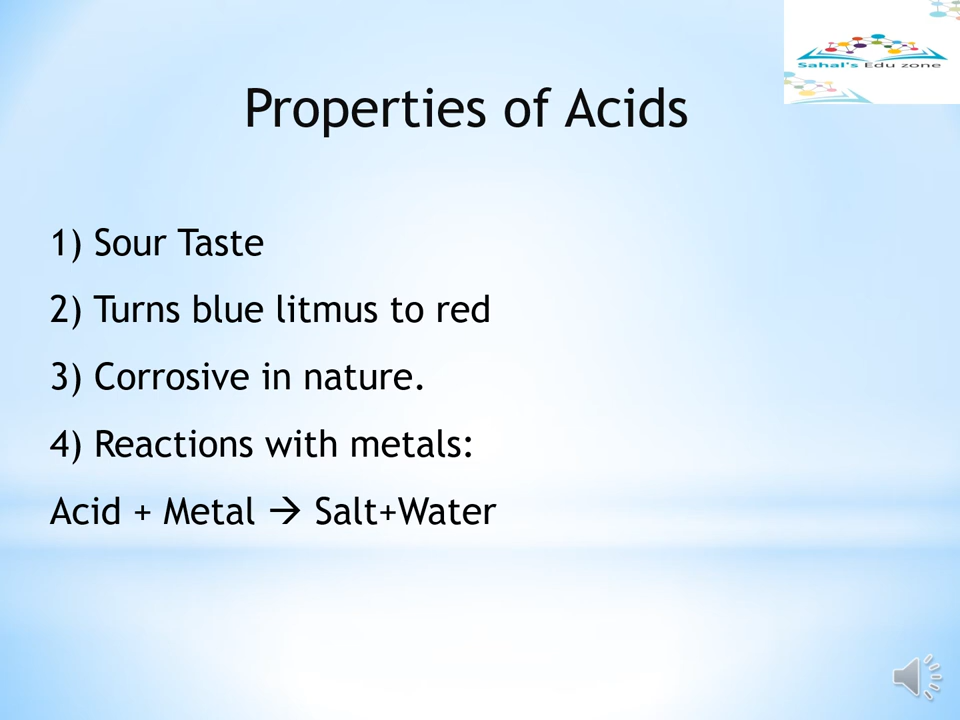 Sahal's Edu zone
Properties of Acids
1) Sour Taste
2) Turns blue litmus to red
3) Corrosive in nature.
4) Reactions with metals:
Acid + Metal → Salt+Water